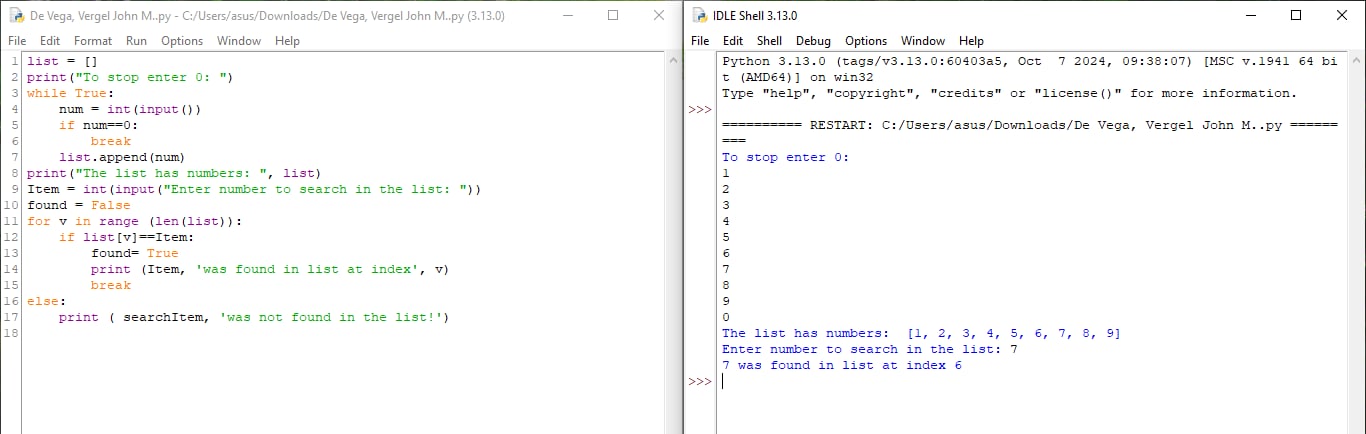 De Vega, Vergel John M..py - C:/Users/asus/Downloads/De Vega, Vergel John M..py (3.13.0)
File Edit Format Run Options Window Help
1 list = []
2 print("To stop enter 0: ")
3 while True:
4     num = int(input())
5     if num==0:
6         break
7     list.append(num)
8 print("The list has numbers: ", list)
9 Item = int(input("Enter number to search in the list: "))
10 found = False
11 for v in range (len(list)):
12     if list[v]==Item:
13         found= True
14         print (Item, 'was found in list at index', v)
15         break
16 else:
17     print ( searchItem, 'was not found in the list!')
18
IDLE Shell 3.13.0
File Edit Shell Debug Options Window Help
Python 3.13.0 (tags/v3.13.0:60403a5, Oct  7 2024, 09:38:07) [MSC v.1941 64 bi
t (AMD64)] on win32
Type "help", "copyright", "credits" or "license()" for more information.
>>>
========== RESTART: C:/Users/asus/Downloads/De Vega, Vergel John M..py ======
===
To stop enter 0:
1
2
3
4
5
6
7
8
9
0
The list has numbers:  [1, 2, 3, 4, 5, 6, 7, 8, 9]
Enter number to search in the list: 7
7 was found in list at index 6
>>>